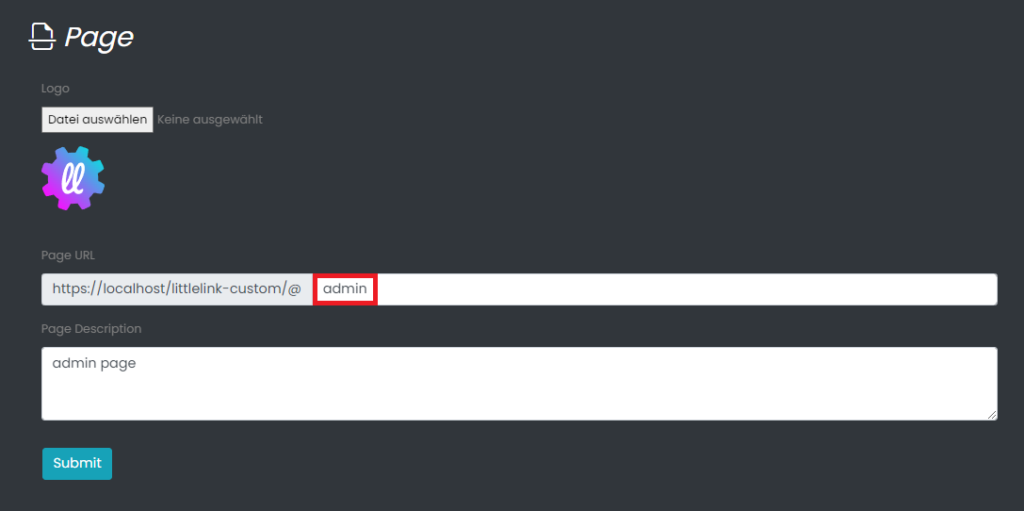 Page
Logo
Datei auswählen Keine ausgewählt
ll
Page URL
https://localhost/littlelink-custom/@ admin
Page Description
admin page
Submit